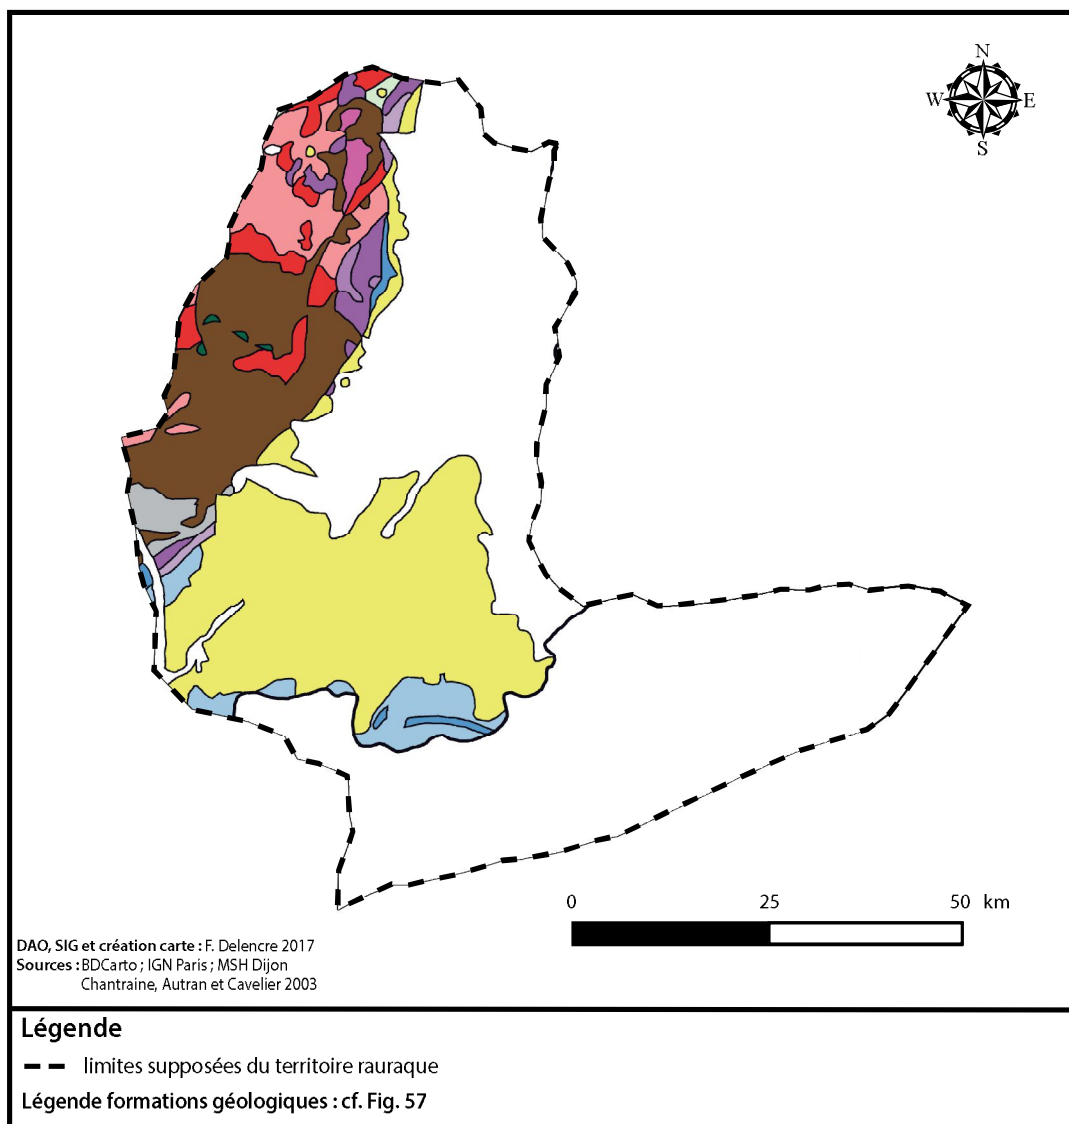 N
W E
S
0 25 50 km
DAO, SIG et création carte : F. Delencre 2017
Sources : BDCarto ; IGN Paris ; MSH Dijon
Chantraine, Autran et Cavelier 2003
Légende
limites supposées du territoire rauraque
Légende formations géologiques : cf. Fig. 57